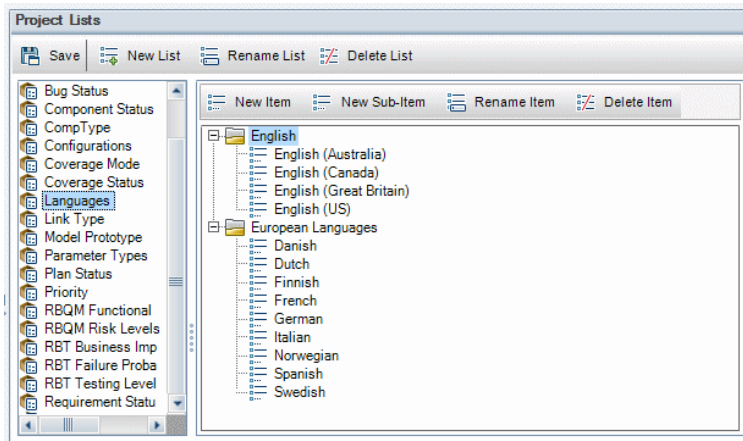 Project Lists
Save New List Rename List Delete List
Bug Status
Component Status
CompType
Configurations
Coverage Mode
Coverage Status
Languages
Link Type
Model Prototype
Parameter Types
Plan Status
Priority
RBQM Functional
RBQM Risk Levels
RBT Business Imp
RBT Failure Proba
RBT Testing Level
Requirement Statu
New Item New Sub-Item Rename Item Delete Item
English
English (Australia)
English (Canada)
English (Great Britain)
English (US)
European Languages
Danish
Dutch
Finnish
French
German
Italian
Norwegian
Spanish
Swedish